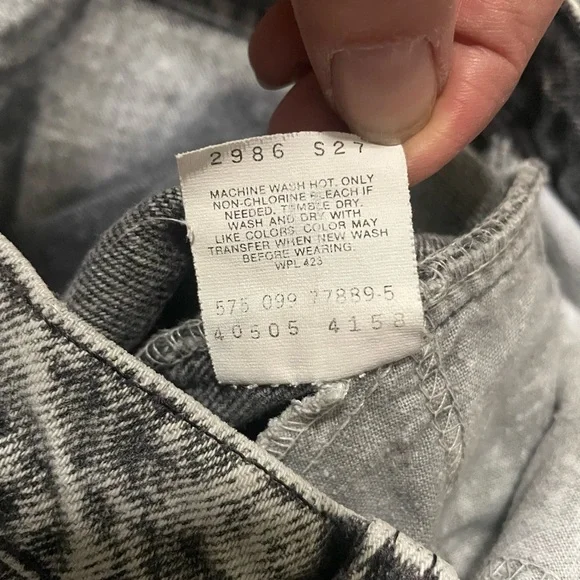 2986 S27
MACHINE WASH HOT. ONLY
NON-CHLORINE BLEACH IF
NEEDED. TUMBLE DRY.
WASH AND DRY WITH
LIKE COLORS. COLOR MAY
TRANSFER WHEN NEW WASH
BEFORE WEARING.
WPL 423
575 099 77889-5
40505 4158